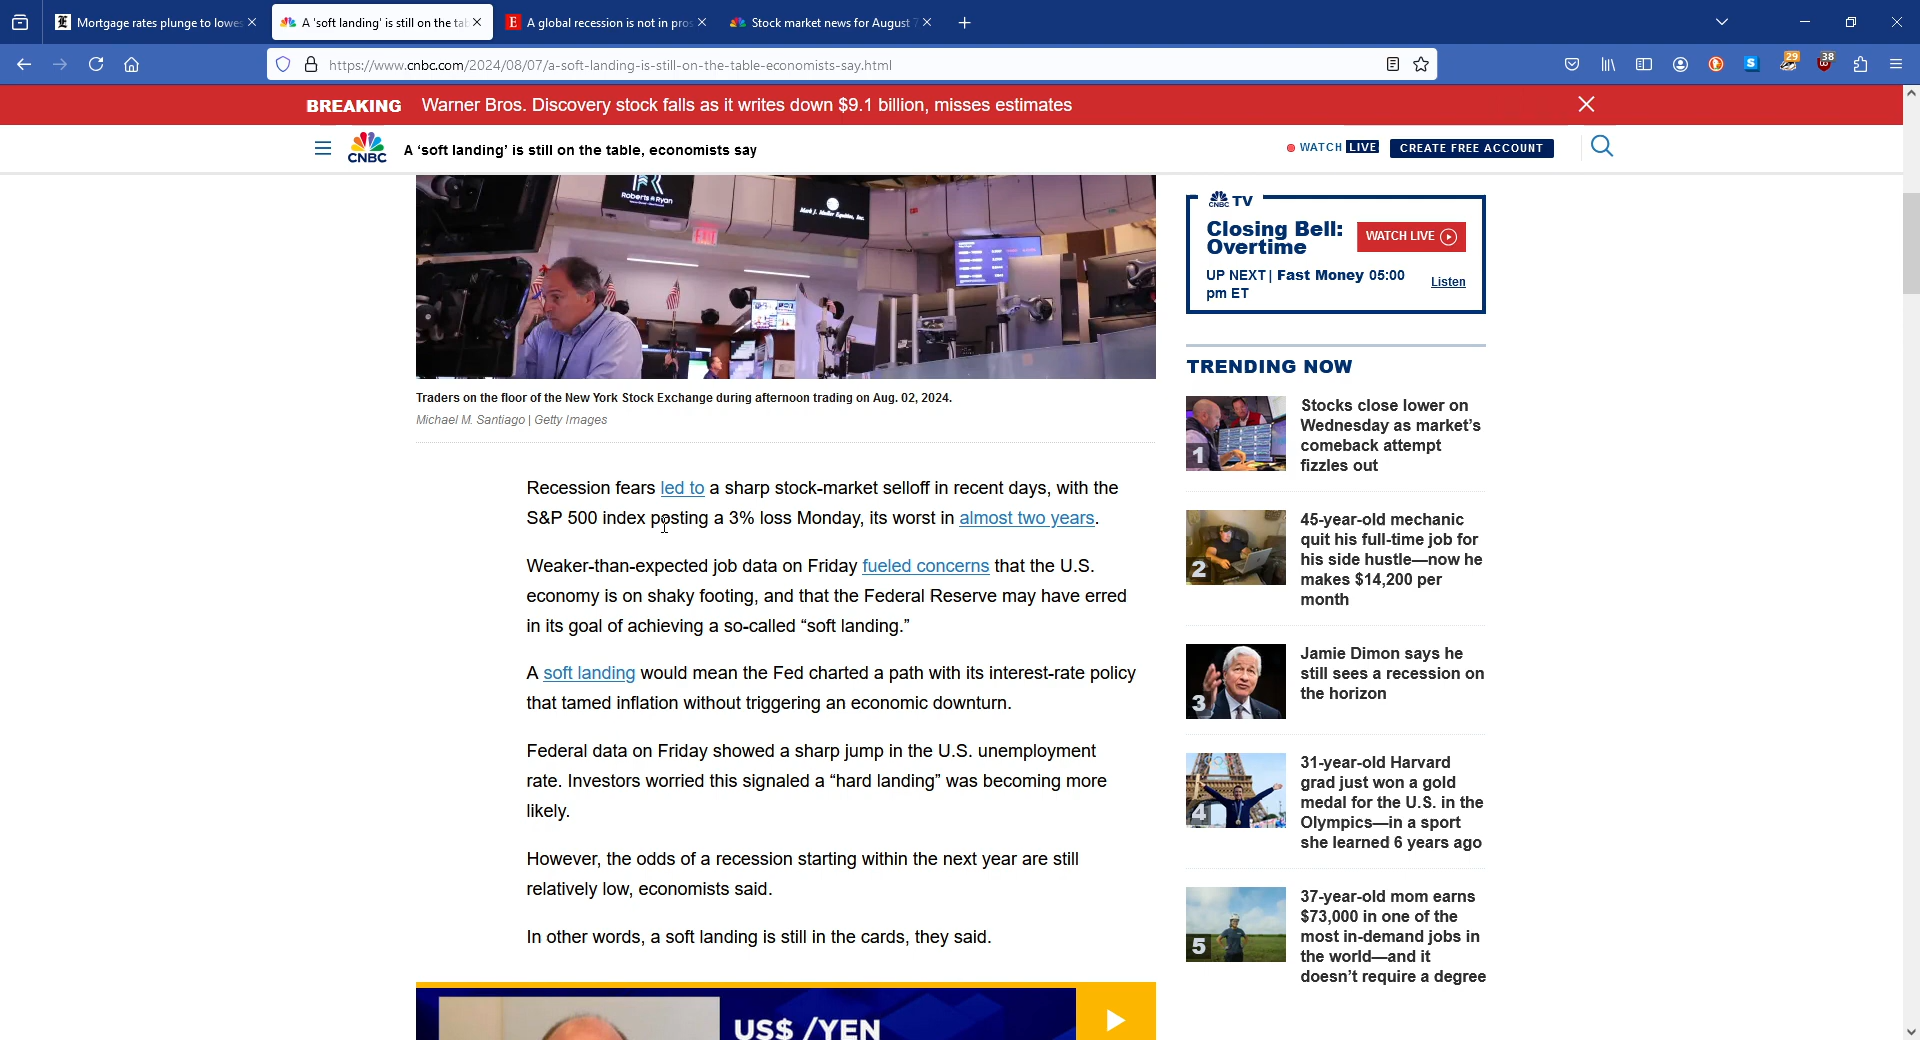 Mortgage rates plunge to lowes
A 'soft landing' is still on the tab
A global recession is not in pros
Stock market news for August 7
https://www.cnbc.com/2024/08/07/a-soft-landing-is-still-on-the-table-economists-say.html
29
38
BREAKING Warner Bros. Discovery stock falls as it writes down $9.1 billion, misses estimates
CNBC
A ‘soft landing’ is still on the table, economists say
WATCH LIVE
CREATE FREE ACCOUNT
Roberts & Ryan
Traders on the floor of the New York Stock Exchange during afternoon trading on Aug. 02, 2024.
Michael M. Santiago | Getty Images
Recession fears led to a sharp stock-market selloff in recent days, with the
S&P 500 index posting a 3% loss Monday, its worst in almost two years.
Weaker-than-expected job data on Friday fueled concerns that the U.S.
economy is on shaky footing, and that the Federal Reserve may have erred
in its goal of achieving a so-called “soft landing.”
A soft landing would mean the Fed charted a path with its interest-rate policy
that tamed inflation without triggering an economic downturn.
Federal data on Friday showed a sharp jump in the U.S. unemployment
rate. Investors worried this signaled a “hard landing” was becoming more
likely.
However, the odds of a recession starting within the next year are still
relatively low, economists said.
In other words, a soft landing is still in the cards, they said.
US$ /YEN
CNBC TV
Closing Bell:
Overtime
WATCH LIVE
UP NEXT | Fast Money 05:00
pm ET
Listen
TRENDING NOW
1
Stocks close lower on
Wednesday as market’s
comeback attempt
fizzles out
2
45-year-old mechanic
quit his full-time job for
his side hustle—now he
makes $14,200 per
month
3
Jamie Dimon says he
still sees a recession on
the horizon
4
31-year-old Harvard
grad just won a gold
medal for the U.S. in the
Olympics—in a sport
she learned 6 years ago
5
37-year-old mom earns
$73,000 in one of the
most in-demand jobs in
the world—and it
doesn’t require a degree